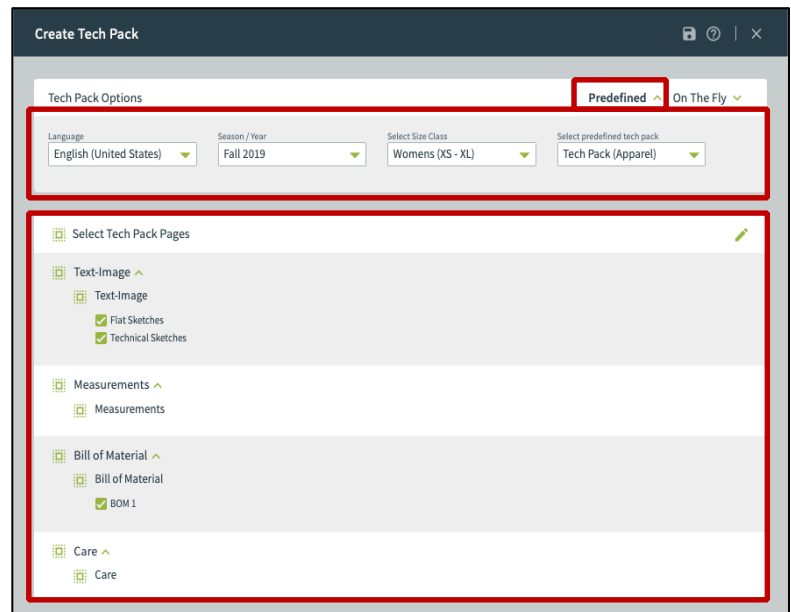 Create Tech Pack
Tech Pack Options Predefined On The Fly
Language Season / Year Select Size Class Select predefined tech pack
English (United States) Fall 2019 Womens (XS - XL) Tech Pack (Apparel)
Select Tech Pack Pages
Text-Image
Text-Image
Flat Sketches
Technical Sketches
Measurements
Measurements
Bill of Material
Bill of Material
BOM 1
Care
Care